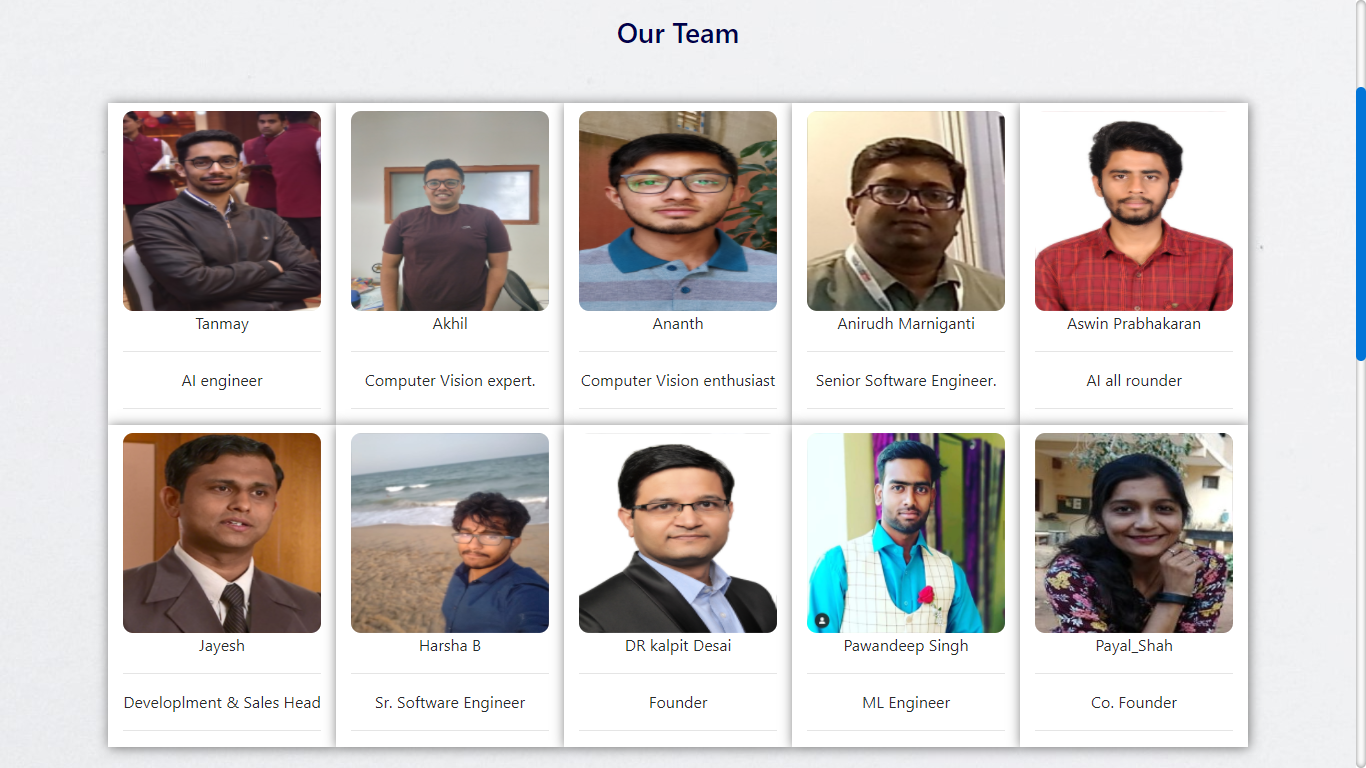 Our Team
Tanmay
Akhil
Ananth
Anirudh Marniganti
Aswin Prabhakaran
AI engineer
Computer Vision expert.
Computer Vision enthusiast
Senior Software Engineer.
AI all rounder
Jayesh
Harsha B
DR kalpit Desai
Pawandeep Singh
Payal_Shah
Developlment & Sales Head
Sr. Software Engineer
Founder
ML Engineer
Co. Founder